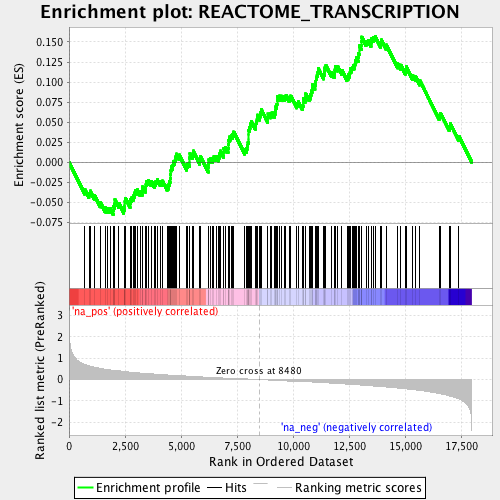 Enrichment plot: REACTOME_TRANSCRIPTION
Enrichment score (ES)
0.150
0.125
0.100
0.075
0.050
0.025
0.000
-0.025
-0.050
-0.075
'na_pos' (positively correlated)
Ranked list metric (PreRanked)
3
2
1
0
-1
-2
Zero cross at 8480
'na_neg' (negatively correlated)
0
2,500
5,000
7,500
10,000
12,500
15,000
17,500
Rank in Ordered Dataset
Enrichment profile
Hits
Ranking metric scores